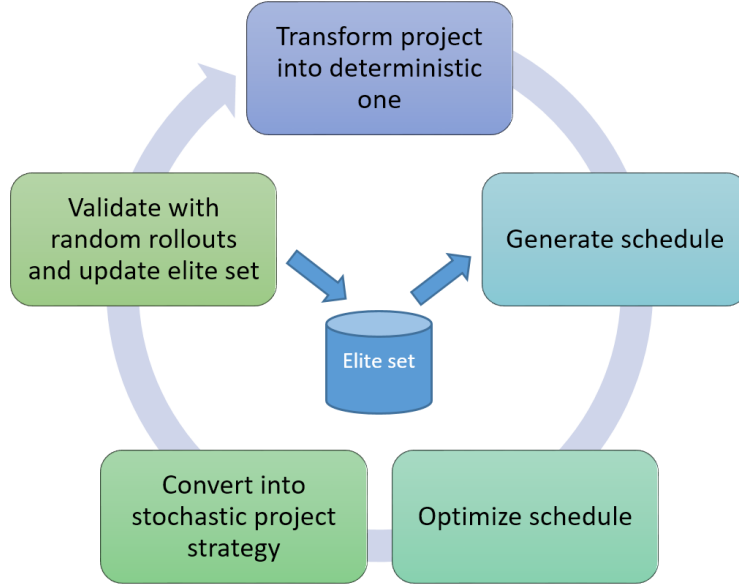 Transform project
into deterministic
one
Generate schedule
Optimize schedule
Convert into
stochastic project
strategy
Validate with
random rollouts
and update elite set
Elite set